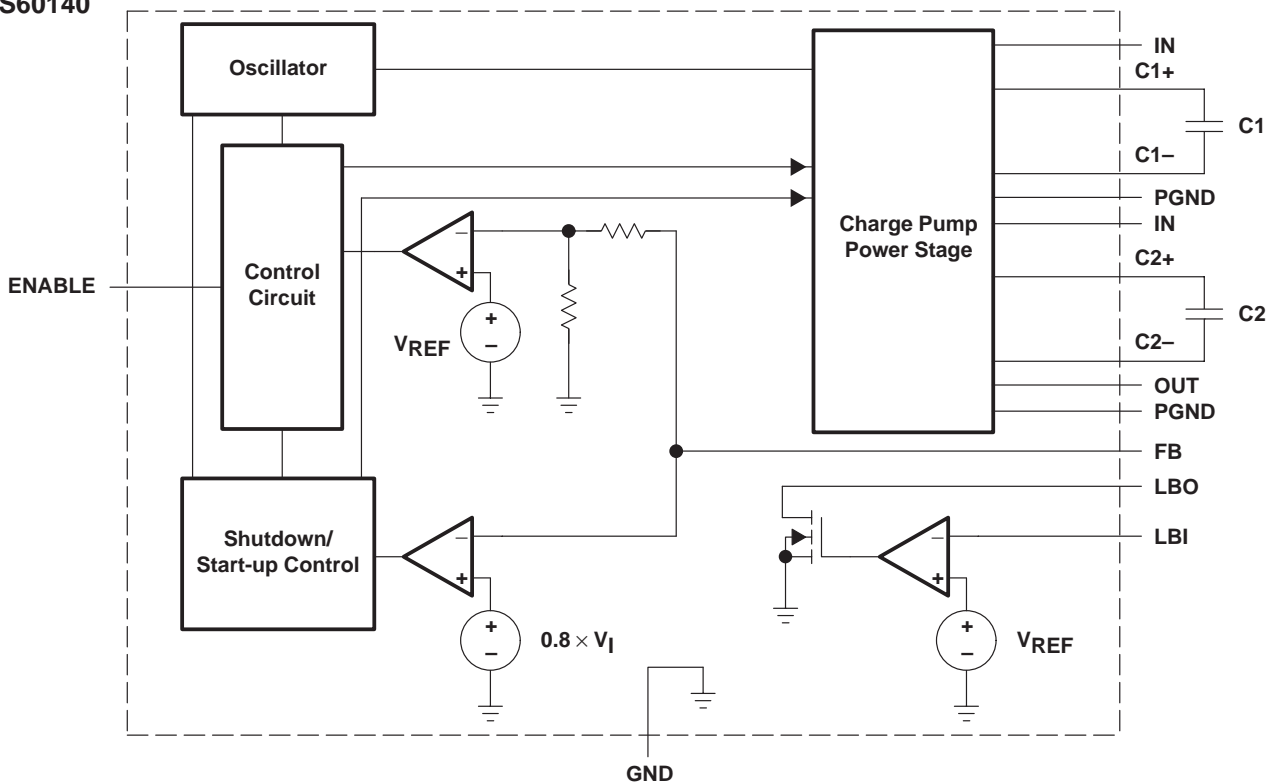 S60140
Oscillator
IN
C1+
C1
C1–
PGND
IN
Charge Pump
Power Stage
C2+
C2
C2–
OUT
PGND
FB
LBO
LBI
ENABLE
Control
Circuit
–
+
+
–
VREF
Shutdown/
Start-up Control
–
+
+
–
0.8 × VI
–
+
+
–
VREF
GND